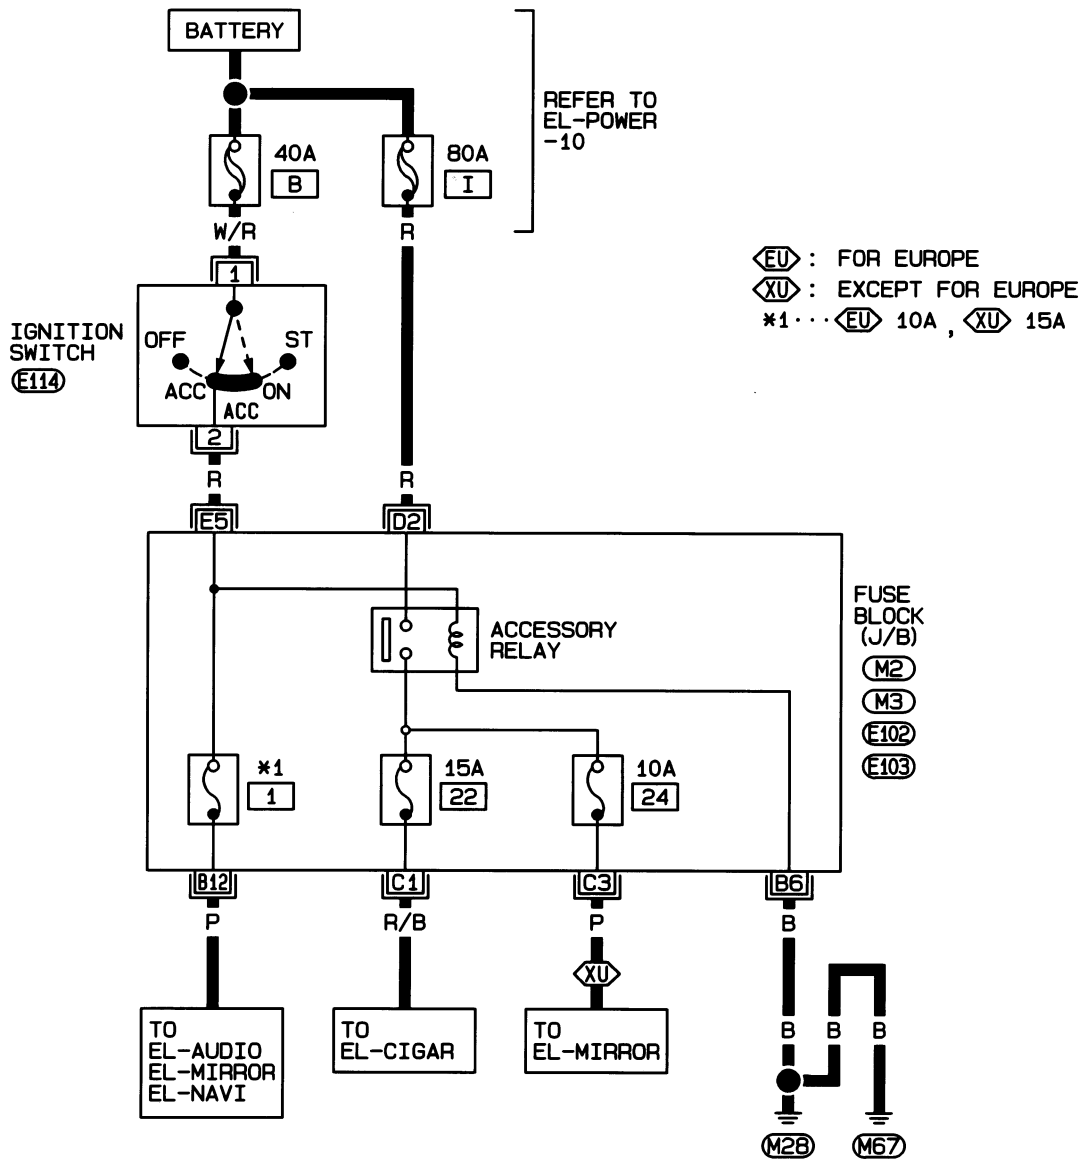 BATTERY
REFER TO
EL-POWER
-10
40A
B
80A
I
W/R
R
1
EU : FOR EUROPE
XU : EXCEPT FOR EUROPE
*1··· EU 10A , XU 15A
IGNITION
SWITCH
E114
OFF
ST
ACC
ON
ACC
2
R
R
E5
D2
FUSE
BLOCK
(J/B)
M2
M3
E102
E103
ACCESSORY
RELAY
*1
1
15A
22
10A
24
B12
C1
C3
B6
P
R/B
P
B
XU
TO
EL-AUDIO
EL-MIRROR
EL-NAVI
TO
EL-CIGAR
TO
EL-MIRROR
B
B
B
M28
M67